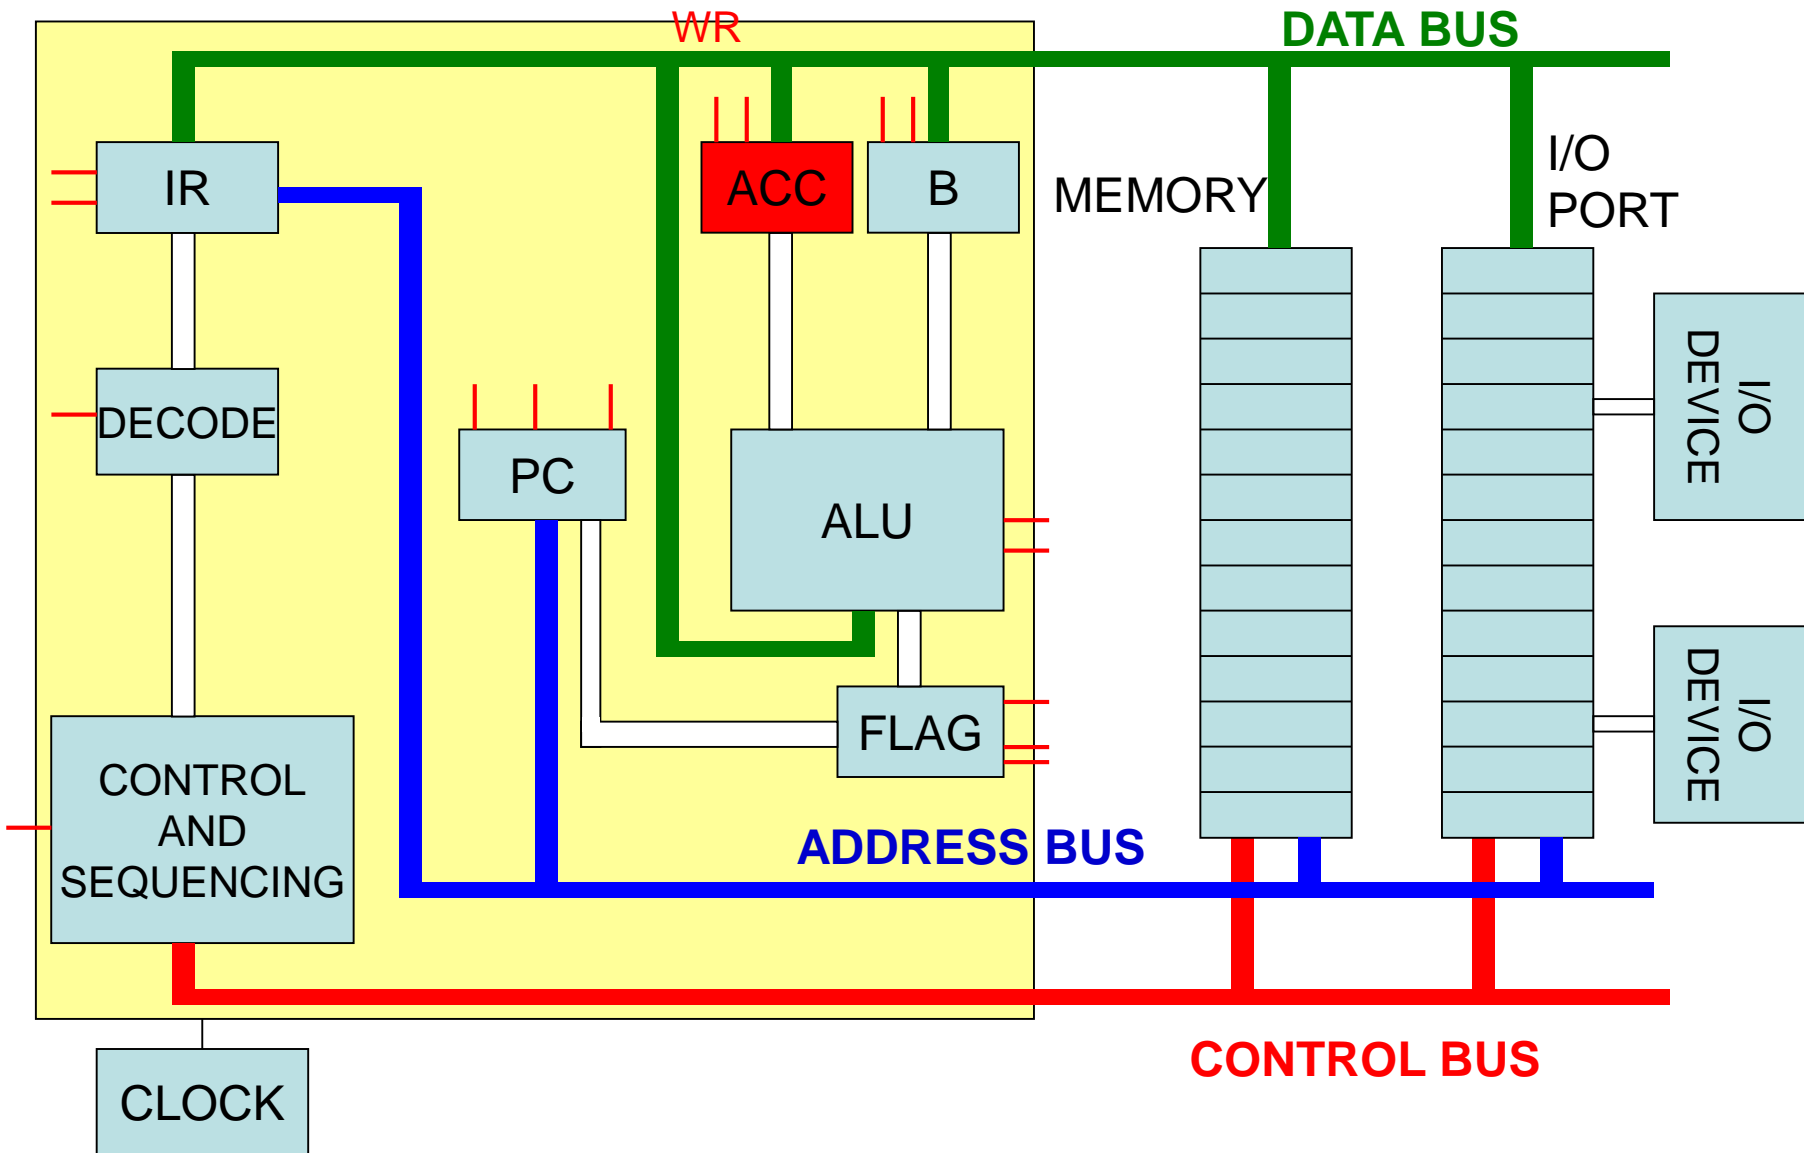 WR
DATA BUS
IR
ACC
B
MEMORY
I/O
PORT
DECODE
PC
ALU
I/O
DEVICE
FLAG
I/O
DEVICE
CONTROL
AND
SEQUENCING
ADDRESS BUS
CONTROL BUS
CLOCK